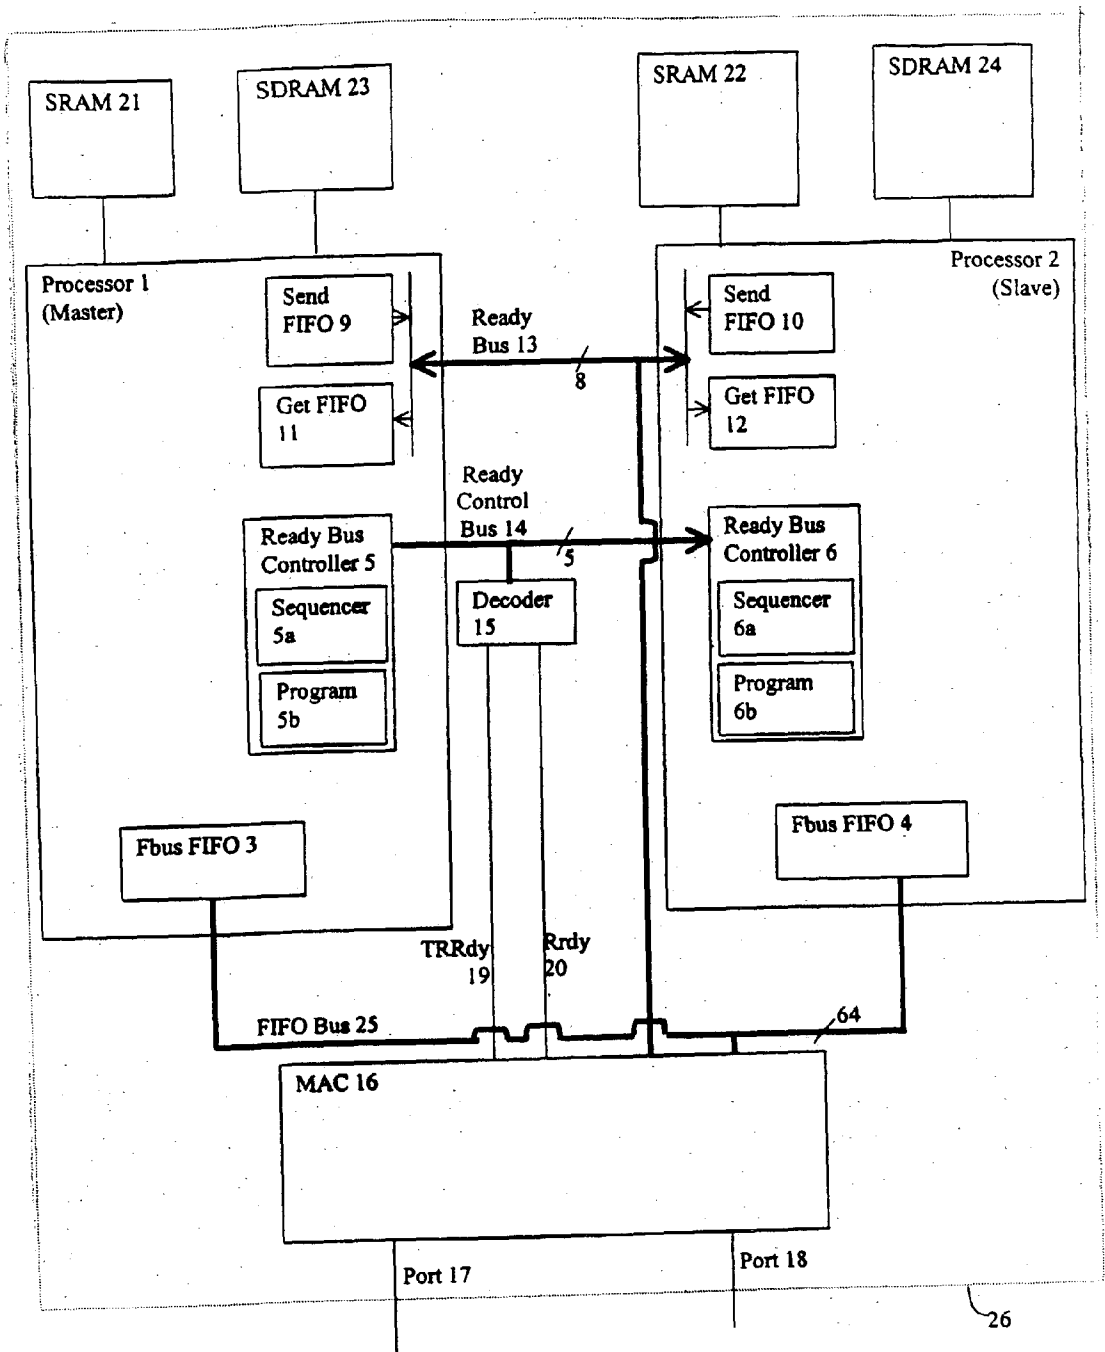 SRAM 21
SDRAM 23
SRAM 22
SDRAM 24
Processor 1
(Master)
Send
FIFO 9
Get FIFO
11
Ready
Bus 13
8
Processor 2
(Slave)
Send
FIFO 10
Get FIFO
12
Ready
Control
Bus 14
5
Ready Bus
Controller 5
Sequencer
5a
Program
5b
Decoder
15
Ready Bus
Controller 6
Sequencer
6a
Program
6b
Fbus FIFO 3
Fbus FIFO 4
TRRdy
19
Rrdy
20
FIFO Bus 25
64
MAC 16
Port 17
Port 18
26